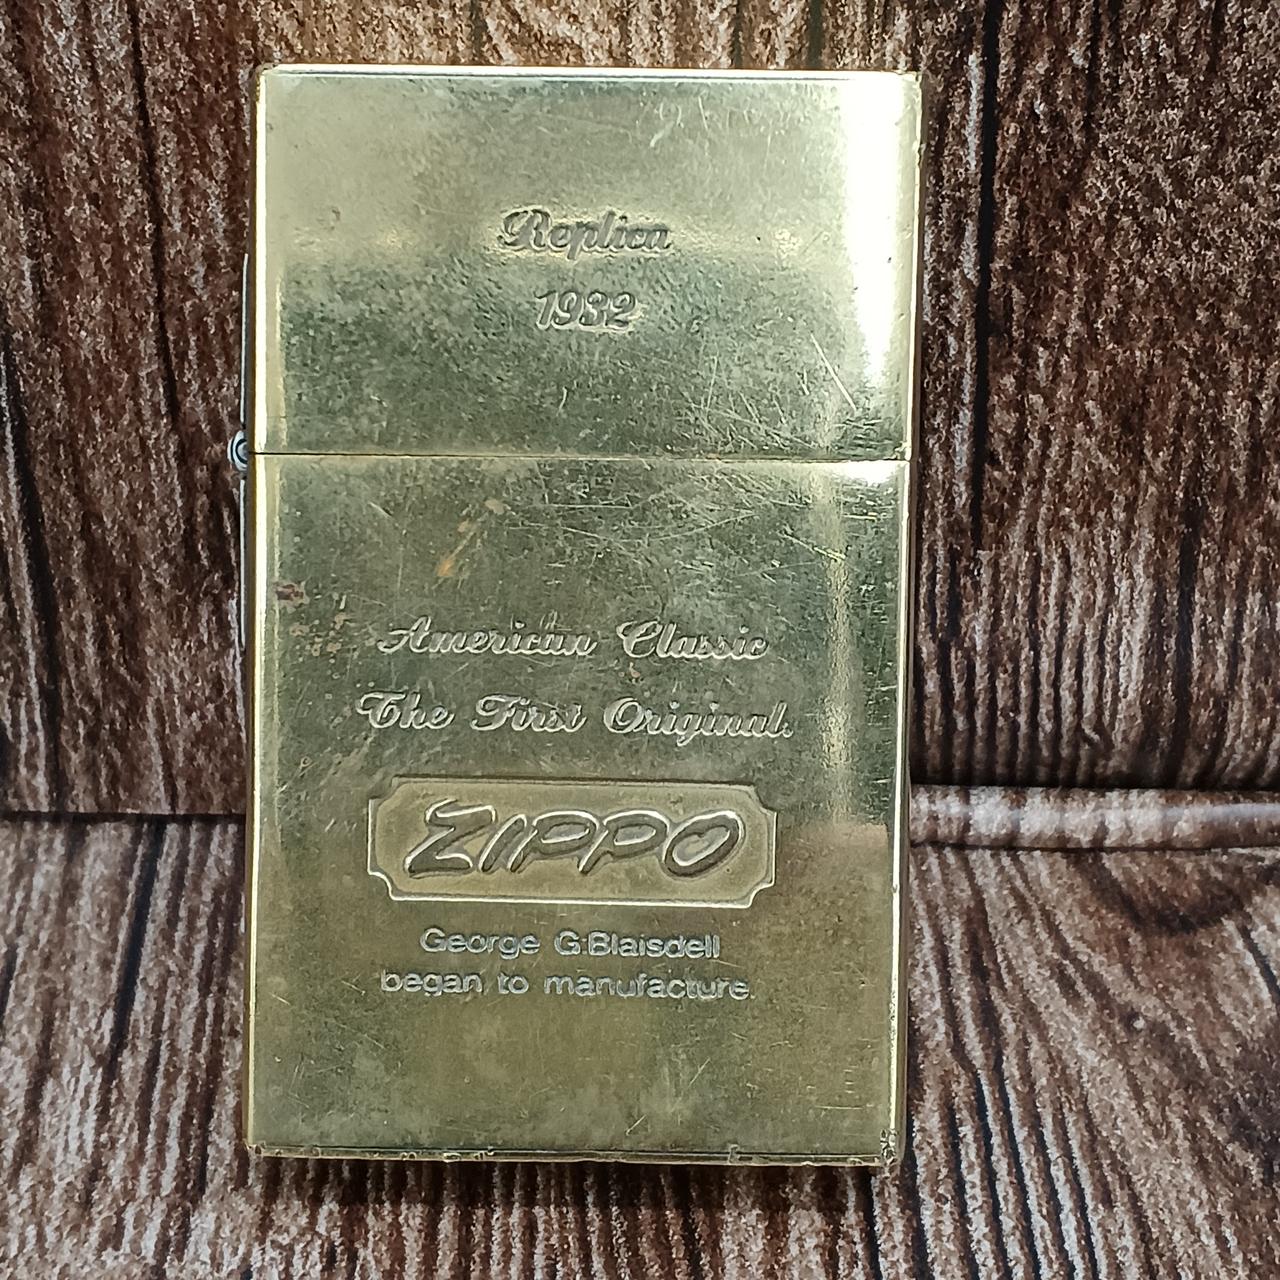 Replica
1932
American Classic
The First Original.
ZIPPO
George G.Blaisdell
began to manufacture.